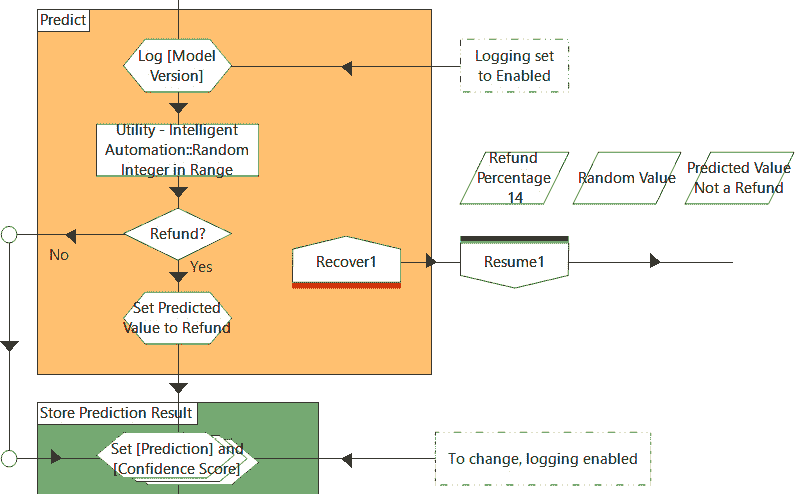 Predict
Log [Model
Version]
Logging set
to Enabled
Utility - Intelligent
Automation::Random
Integer in Range
Refund
Percentage
14
Random Value
Predicted Value
Not a Refund
Refund?
No
Yes
Recover1
Resume1
Set Predicted
Value to Refund
Store Prediction Result
Set [Prediction] and
[Confidence Score]
To change, logging enabled